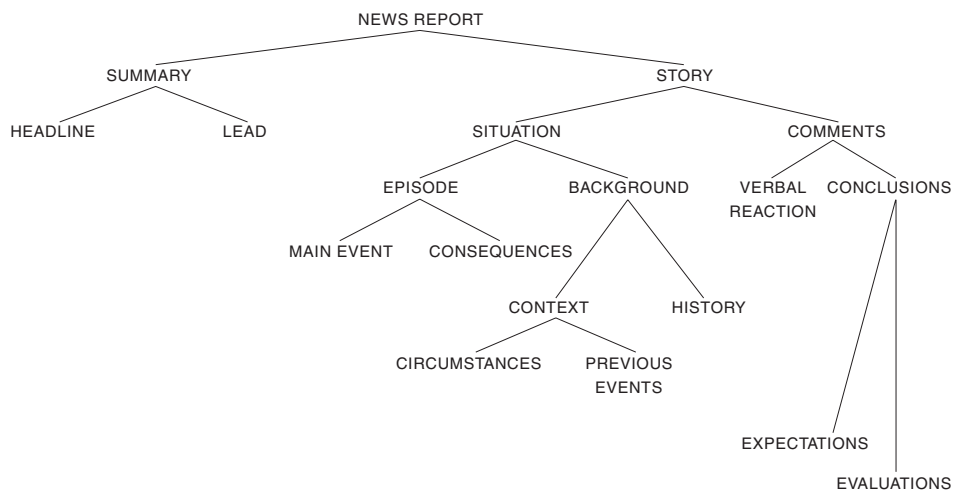 NEWS REPORT
SUMMARY STORY
HEADLINE LEAD SITUATION COMMENTS
EPISODE BACKGROUND VERBAL CONCLUSIONS
REACTION
MAIN EVENT CONSEQUENCES
CONTEXT HISTORY
CIRCUMSTANCES PREVIOUS
EVENTS
EXPECTATIONS
EVALUATIONS